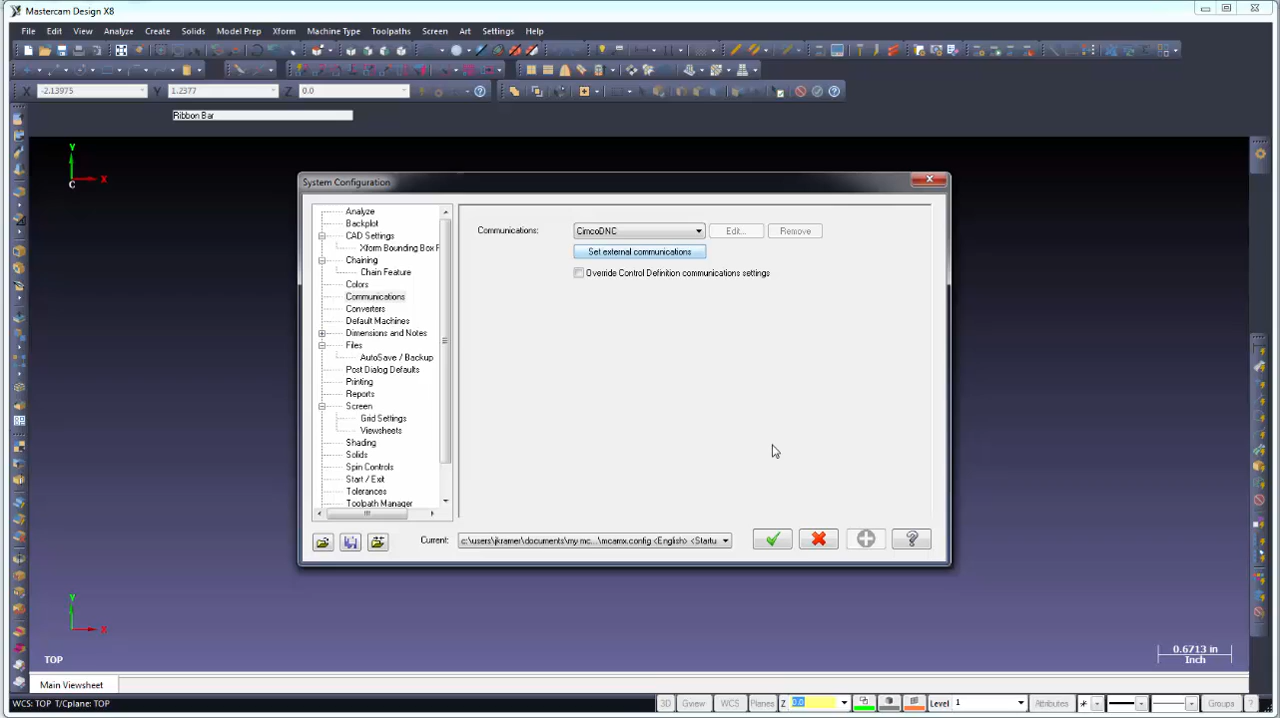 Mastercam Design X8
File Edit View Analyze Create Solids Model Prep Xform Machine Type Toolpaths Screen Art Settings Help
X -2.13975 Y 1.2377 Z 0.0
Ribbon Bar
Y
X
C
System Configuration
Analyze
Backplot
CAD Settings
Xform Bounding Box F
Chaining
Chain Feature
Colors
Communications
Converters
Default Machines
Dimensions and Notes
Files
AutoSave / Backup
Post Dialog Defaults
Printing
Reports
Screen
Grid Settings
Viewsheets
Shading
Solids
Spin Controls
Start / Exit
Tolerances
Toolpath Manager
Communications: CimcoDNC Edit... Remove
Set external communications
Override Control Definition communications settings
Current: c:\users\jkramer\documents\my mc...\mcamx.config <English> <Startu
Y
X
TOP
0.6713 in
Inch
Main Viewsheet
WCS: TOP T/Cplane: TOP
3D Gview WCS Planes Z 0.0 Level 1 Attributes Groups ?